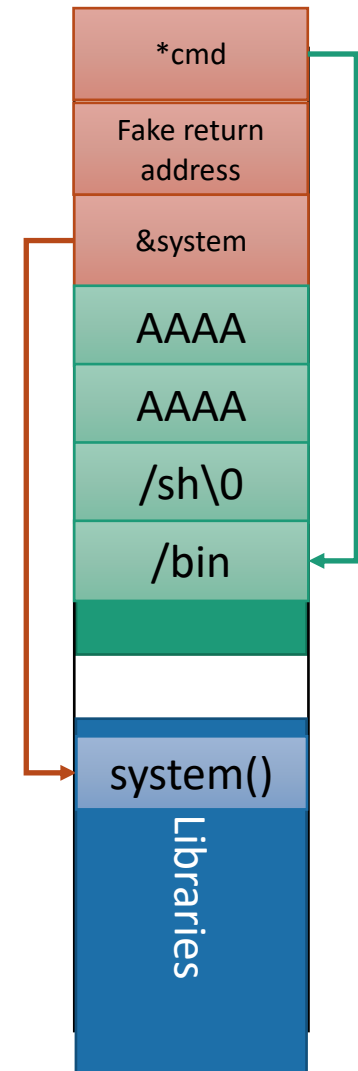 *cmd
Fake return
address
&system
AAAA
AAAA
/sh\0
/bin
system()
Libraries